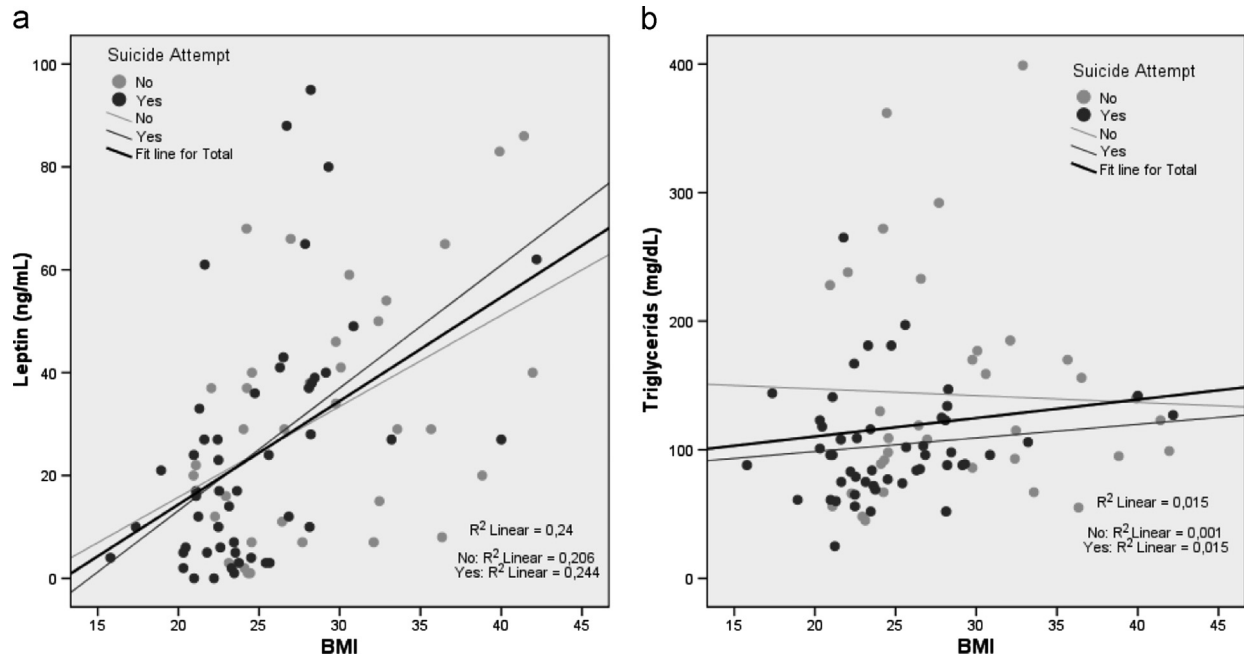 a
Suicide Attempt
No
Yes
No
Yes
Fit line for Total
Leptin (ng/mL)
100
80
60
40
20
0
R² Linear = 0,24
No: R² Linear = 0,206
Yes: R² Linear = 0,244
15 20 25 30 35 40 45
BMI
b
Suicide Attempt
No
Yes
No
Yes
Fit line for Total
Triglycerids (mg/dL)
400
300
200
100
0
R² Linear = 0,015
No: R² Linear = 0,001
Yes: R² Linear = 0,015
15 20 25 30 35 40 45
BMI